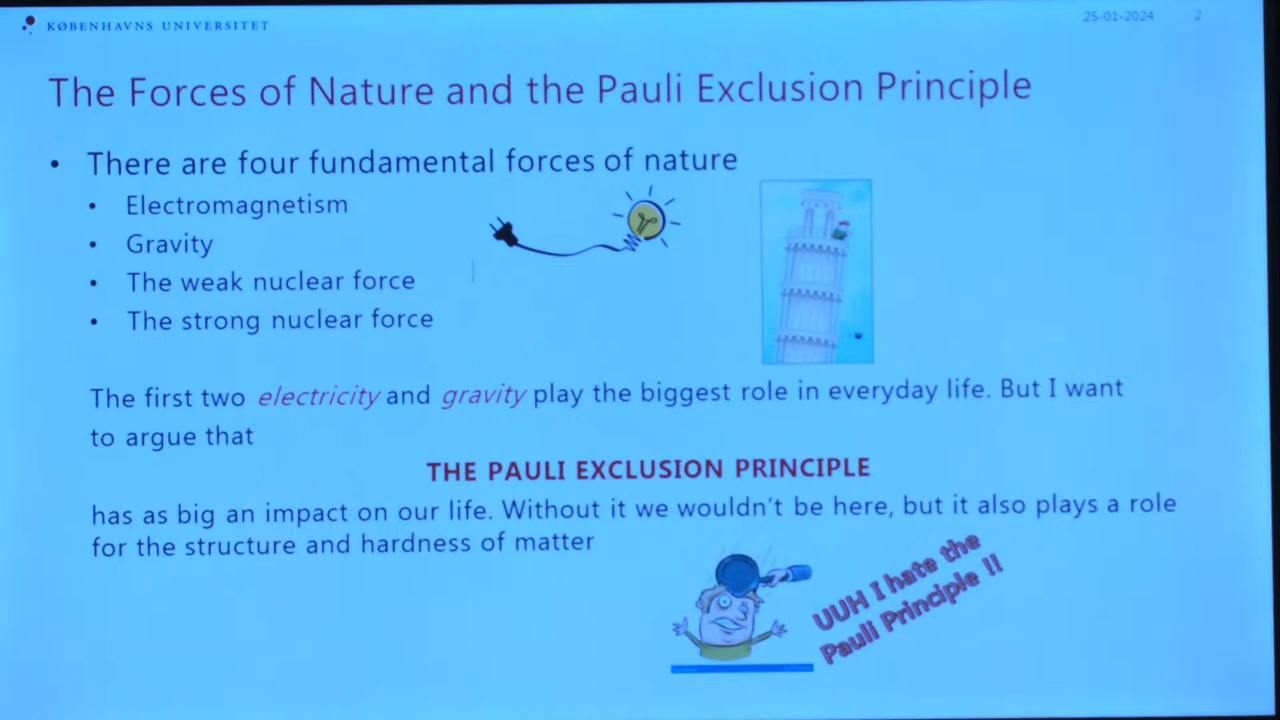 KØBENHAVNS UNIVERSITET
25-01-2024 2
The Forces of Nature and the Pauli Exclusion Principle
• There are four fundamental forces of nature
• Electromagnetism
• Gravity
• The weak nuclear force
• The strong nuclear force
The first two electricity and gravity play the biggest role in everyday life. But I want
to argue that
THE PAULI EXCLUSION PRINCIPLE
has as big an impact on our life. Without it we wouldn't be here, but it also plays a role
for the structure and hardness of matter
UUH I hate the
Pauli Principle !!